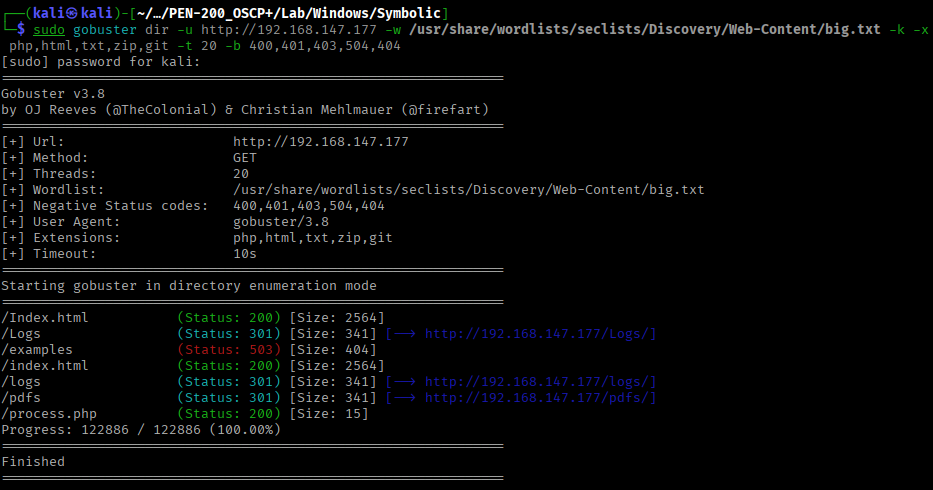 ┌──(kali㉿kali)-[~/…/PEN-200_OSCP+/Lab/Windows/Symbolic]
└─$ sudo gobuster dir -u http://192.168.147.177 -w /usr/share/wordlists/seclists/Discovery/Web-Content/big.txt -k -x
php,html,txt,zip,git -t 20 -b 400,401,403,504,404
[sudo] password for kali:
===============================================================
Gobuster v3.8
by OJ Reeves (@TheColonial) & Christian Mehlmauer (@firefart)
===============================================================
[+] Url:                     http://192.168.147.177
[+] Method:                  GET
[+] Threads:                 20
[+] Wordlist:                /usr/share/wordlists/seclists/Discovery/Web-Content/big.txt
[+] Negative Status codes:   400,401,403,504,404
[+] User Agent:              gobuster/3.8
[+] Extensions:              php,html,txt,zip,git
[+] Timeout:                 10s
===============================================================
Starting gobuster in directory enumeration mode
===============================================================
/Index.html           (Status: 200) [Size: 2564]
/Logs                 (Status: 301) [Size: 341] [--> http://192.168.147.177/Logs/]
/examples             (Status: 503) [Size: 404]
/index.html           (Status: 200) [Size: 2564]
/logs                 (Status: 301) [Size: 341] [--> http://192.168.147.177/logs/]
/pdfs                 (Status: 301) [Size: 341] [--> http://192.168.147.177/pdfs/]
/process.php          (Status: 200) [Size: 15]
Progress: 122886 / 122886 (100.00%)
===============================================================
Finished
===============================================================